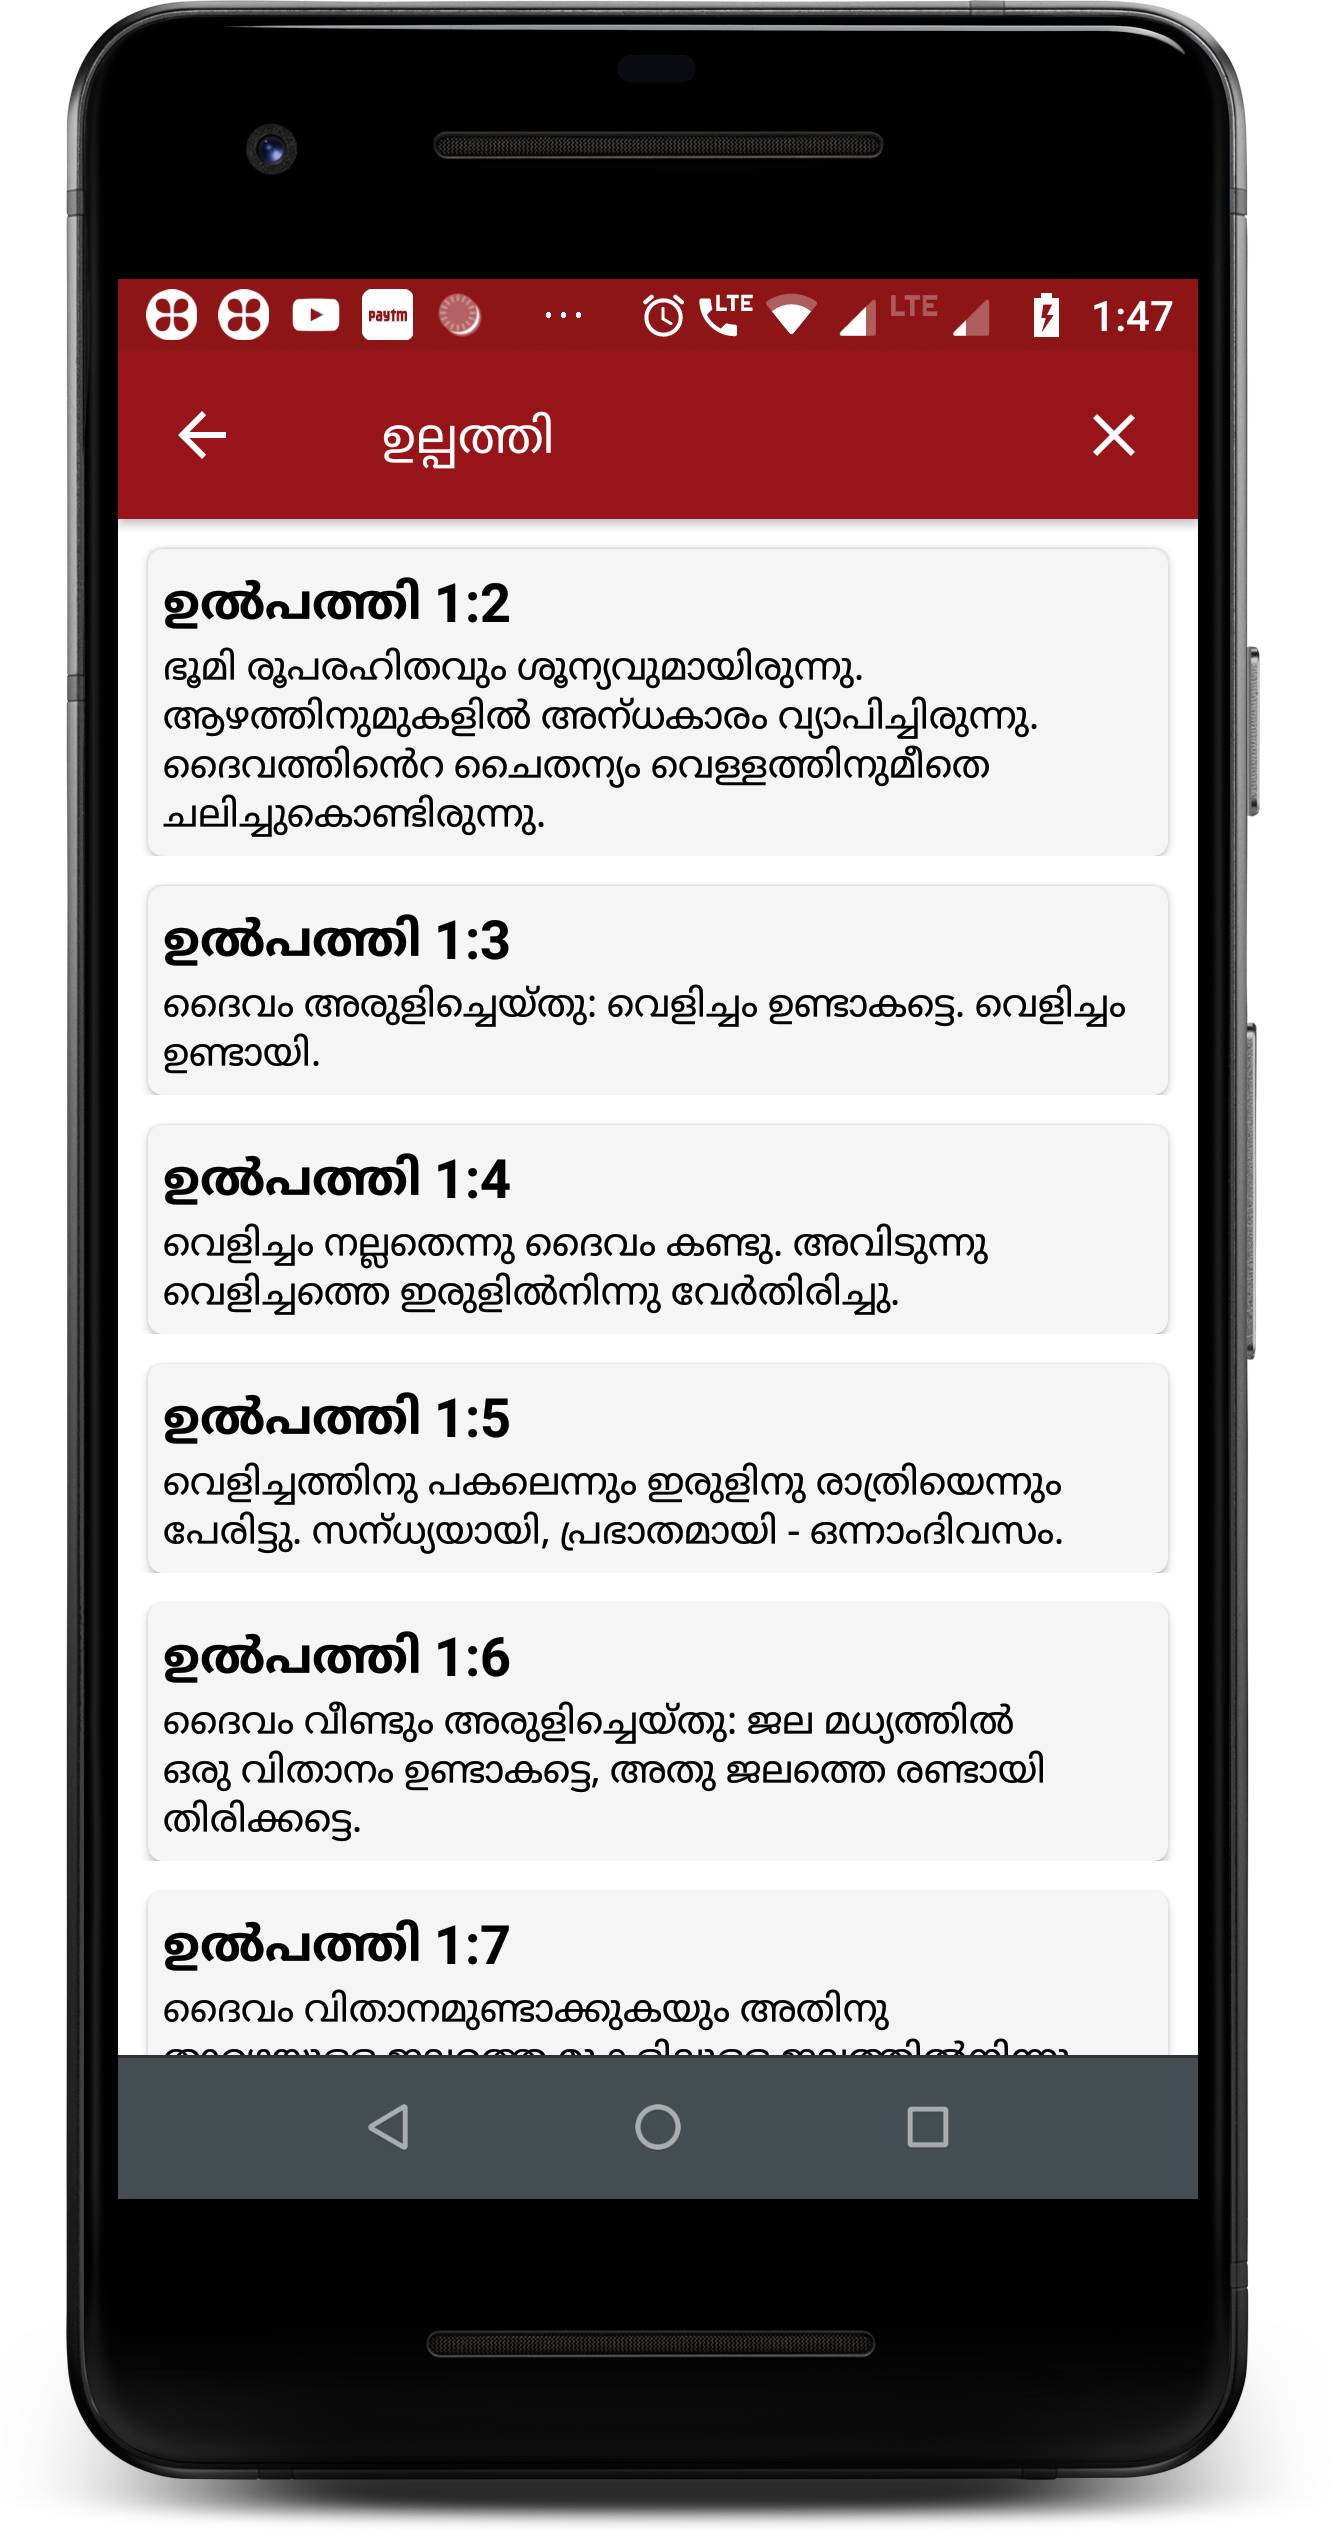 Paytm
LTE
LTE
1:47
ഉല്പത്തി
ഉൽപത്തി 1:2
ഭൂമി രൂപരഹിതവും ശൂന്യവുമായിരുന്നു.
ആഴത്തിനുമുകളിൽ അന്ധകാരം വ്യാപിച്ചിരുന്നു.
ദൈവത്തിൻെറ ചൈതന്യം വെള്ളത്തിനുമീതെ
ചലിച്ചുകൊണ്ടിരുന്നു.
ഉൽപത്തി 1:3
ദൈവം അരുളിച്ചെയ്തു: വെളിച്ചം ഉണ്ടാകട്ടെ. വെളിച്ചം
ഉണ്ടായി.
ഉൽപത്തി 1:4
വെളിച്ചം നല്ലതെന്നു ദൈവം കണ്ടു. അവിടുന്നു
വെളിച്ചത്തെ ഇരുളിൽനിന്നു വേർതിരിച്ചു.
ഉൽപത്തി 1:5
വെളിച്ചത്തിനു പകലെന്നും ഇരുളിനു രാത്രിയെന്നും
പേരിട്ടു. സന്ധ്യയായി, പ്രഭാതമായി - ഒന്നാംദിവസം.
ഉൽപത്തി 1:6
ദൈവം വീണ്ടും അരുളിച്ചെയ്തു: ജല മധ്യത്തിൽ
ഒരു വിതാനം ഉണ്ടാകട്ടെ, അതു ജലത്തെ രണ്ടായി
തിരിക്കട്ടെ.
ഉൽപത്തി 1:7
ദൈവം വിതാനമുണ്ടാക്കുകയും അതിനു